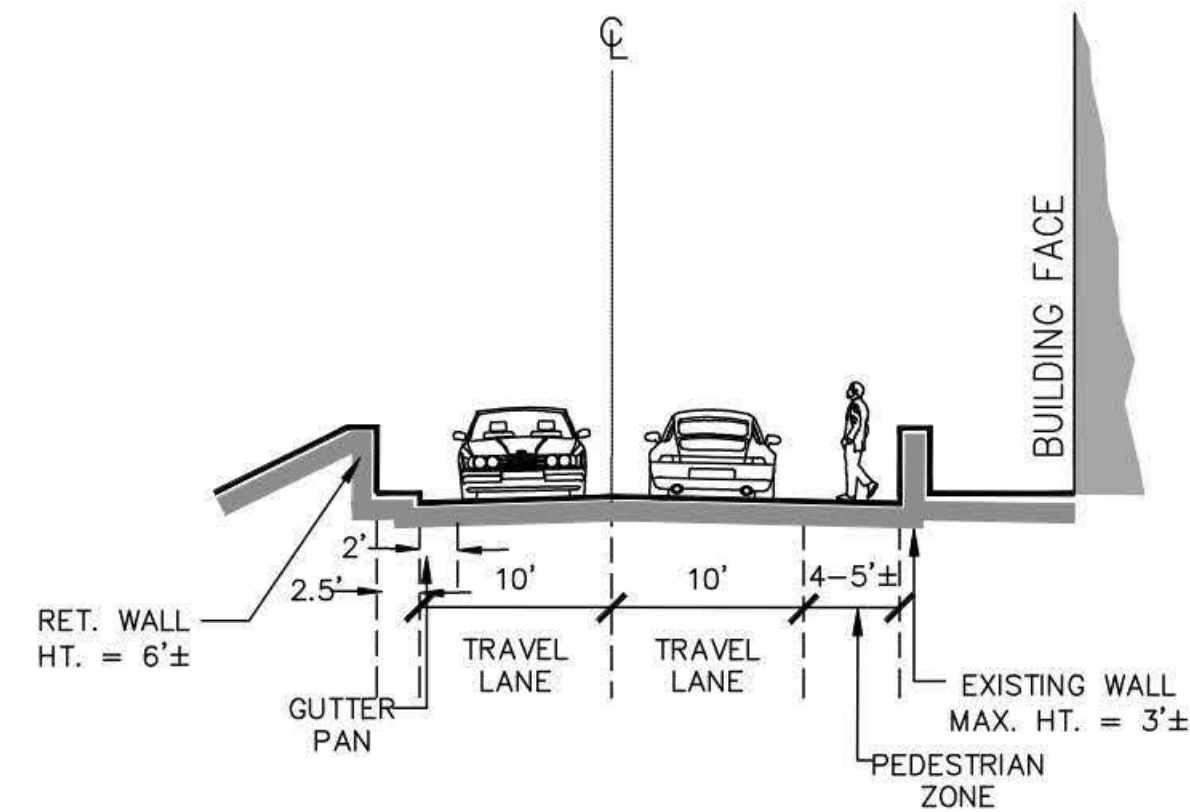 ℄
BUILDING FACE
2'
10'
10'
4-5'±
2.5'
RET. WALL
HT. = 6'±
TRAVEL
LANE
TRAVEL
LANE
GUTTER
PAN
EXISTING WALL
MAX. HT. = 3'±
PEDESTRIAN
ZONE